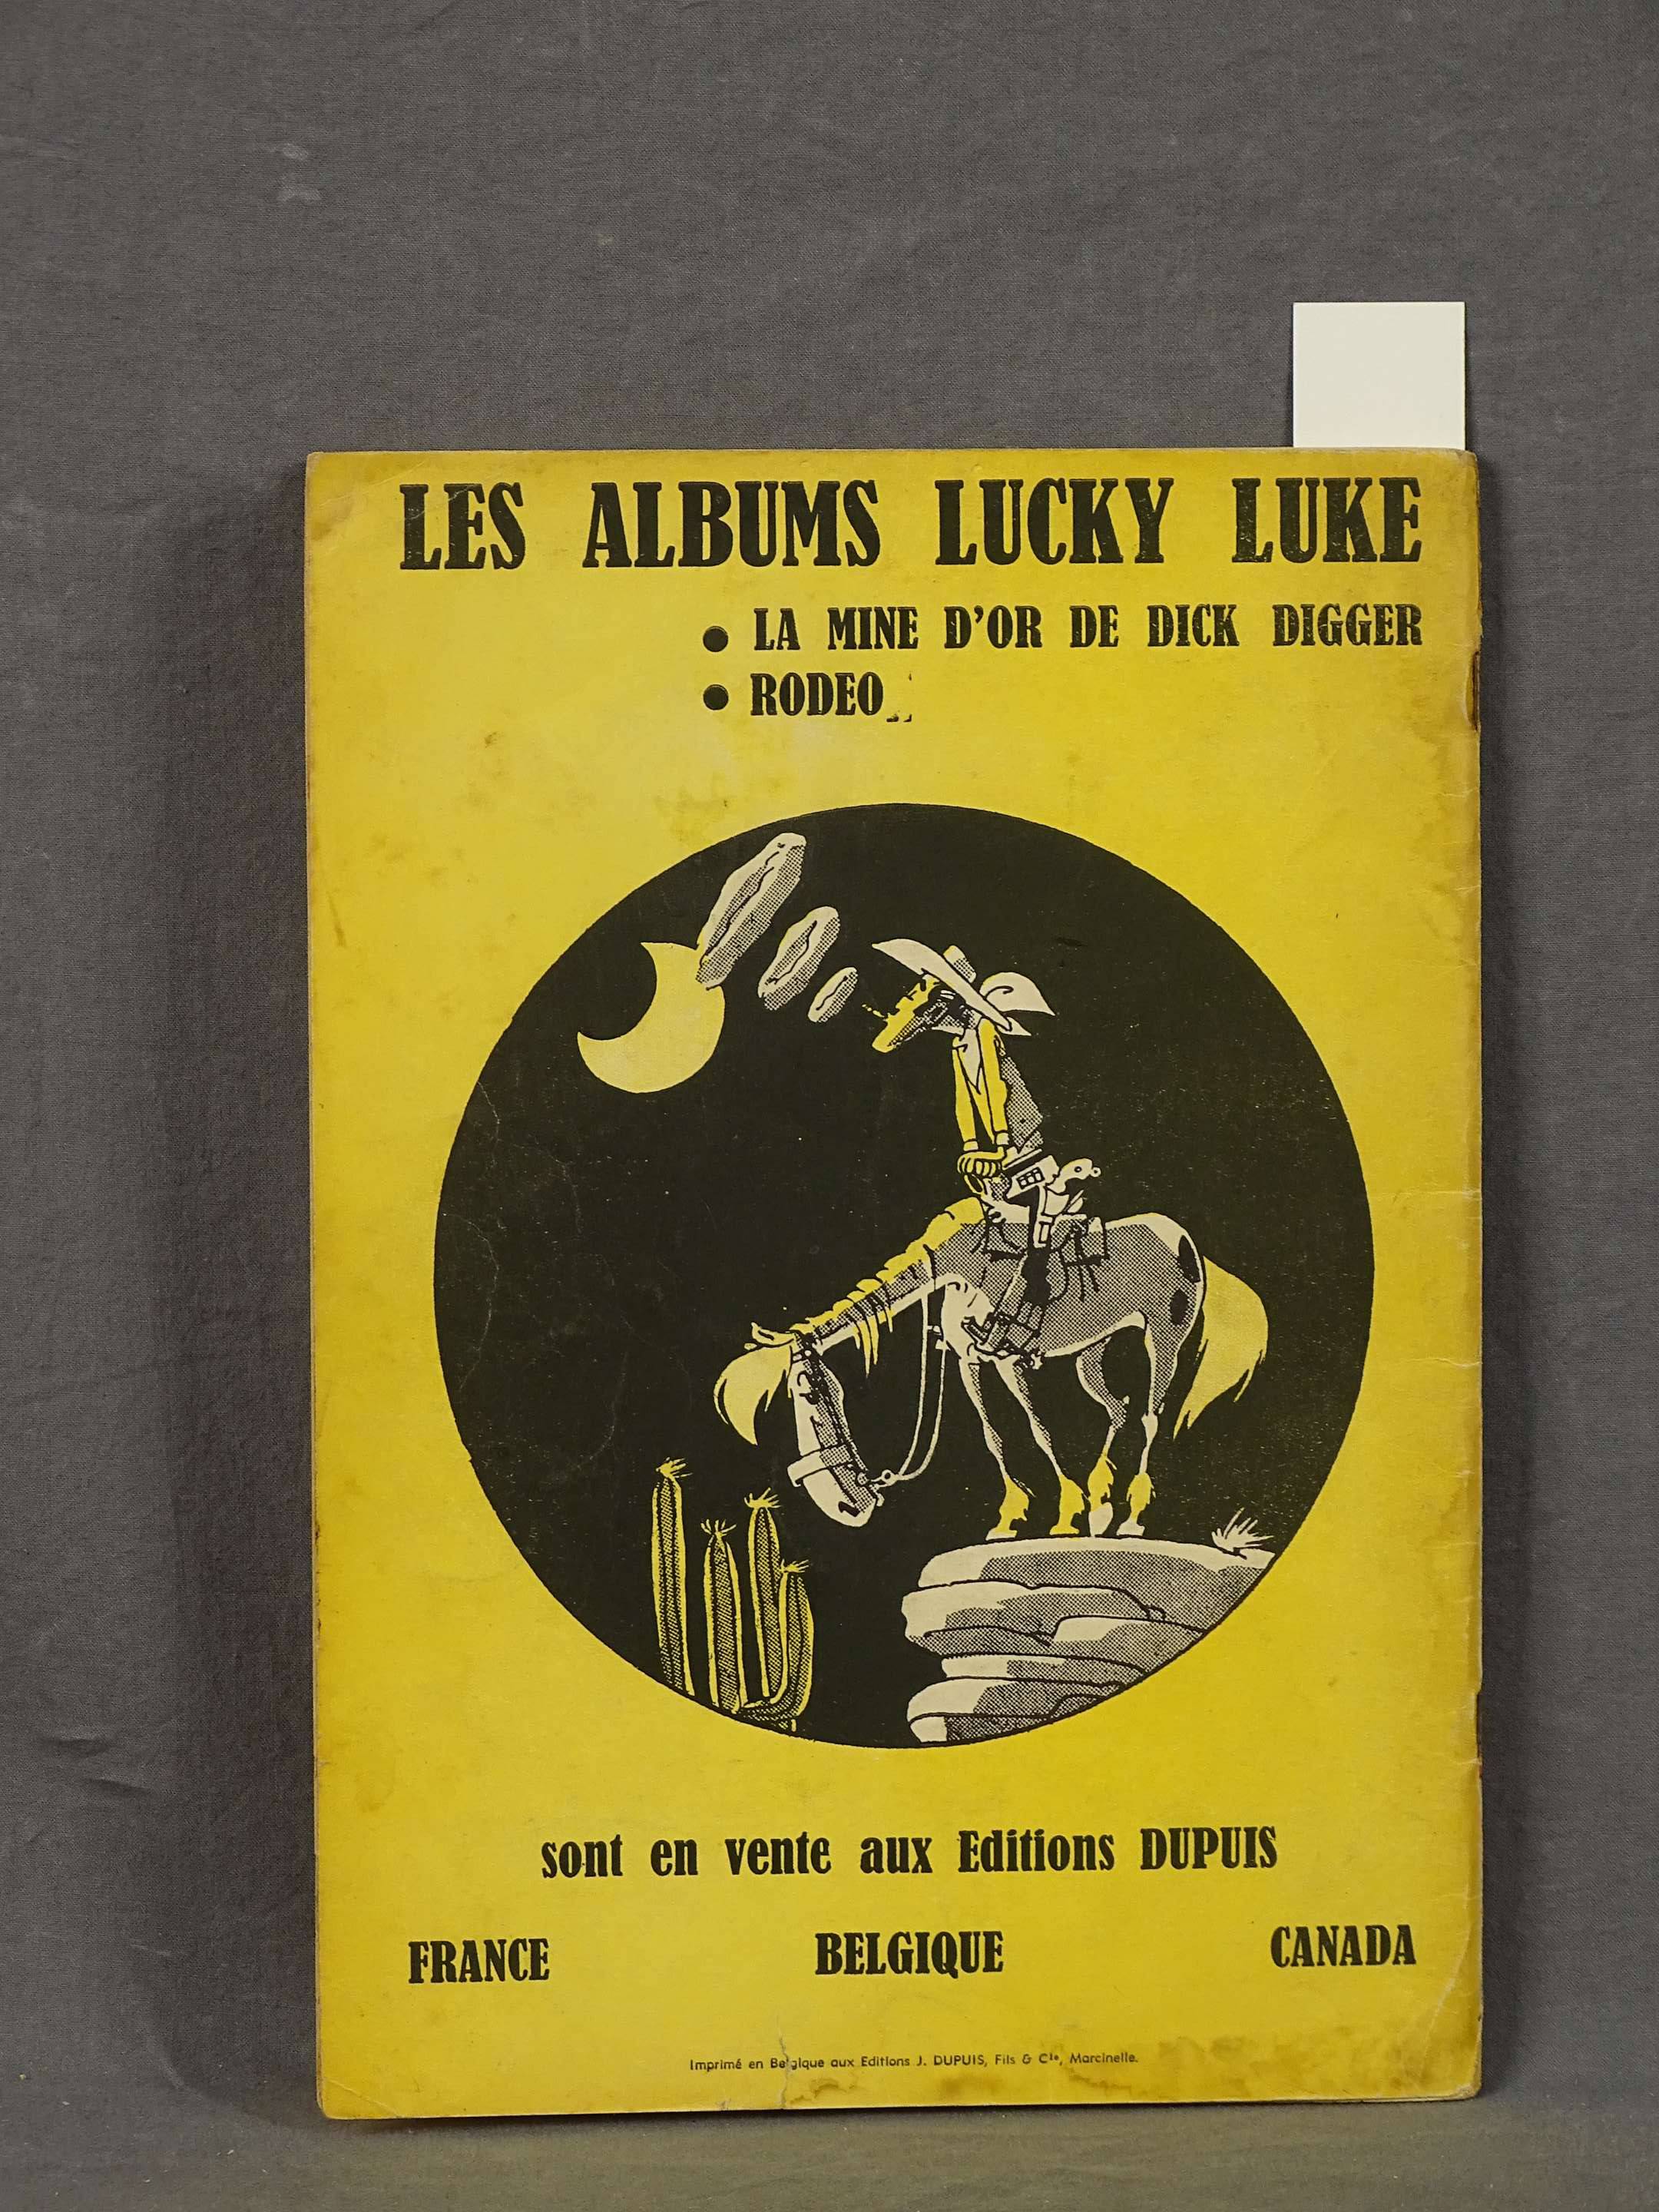 LES ALBUMS LUCKY LUKE
● LA MINE D'OR DE DICK DIGGER
● RODEO
sont en vente aux Editions DUPUIS
FRANCE BELGIQUE CANADA
Imprimé en Belgique aux Editions J. DUPUIS, Fils & Cie, Marcinelle.